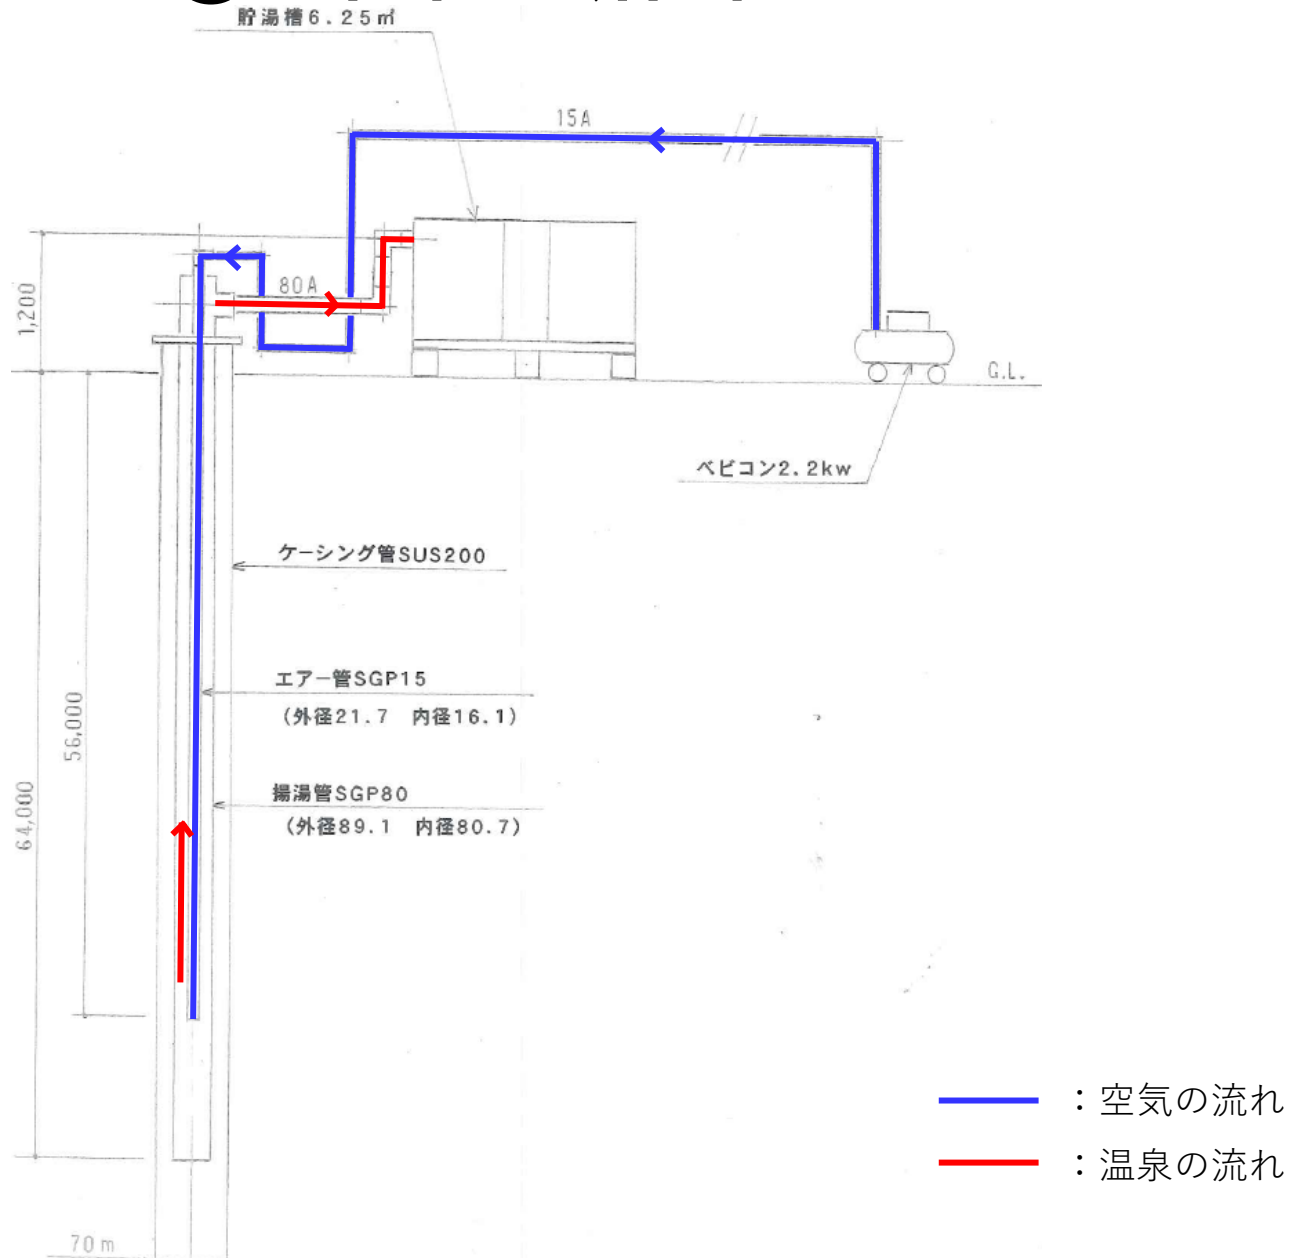 貯湯槽6.25㎥
15A
80A
1,200
G.L.
ベビコン2.2kw
ケーシング管SUS200
エアー管SGP15
(外径21.7 内径16.1)
56,000
揚湯管SGP80
(外径89.1 内径80.7)
64,000
：空気の流れ
：温泉の流れ
70m